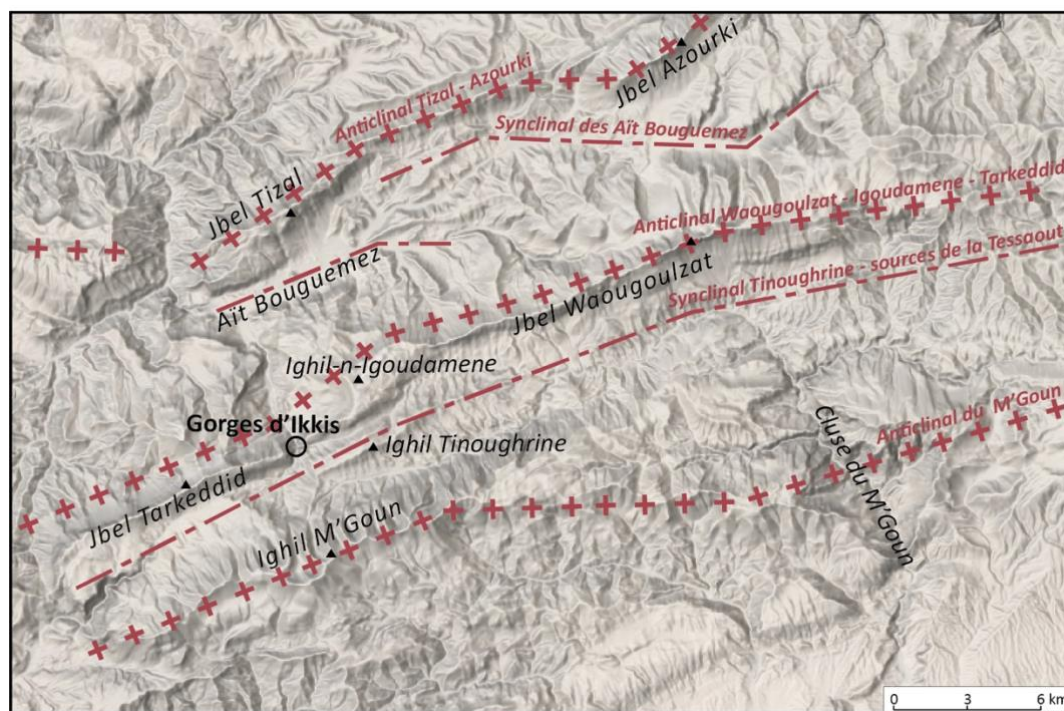 Jbel Azourki
Anticlinal Tizal - Azourki
Synclinal des Aït Bouguemez
Jbel Tizal
Anticlinal Waougoulzat - Igoudamene - Tarkeddid
Aït Bouguemez
Jbel Waougoulzat
Synclinal Tinoughrine - sources de la Tessaout
Ighil-n-Igoudamene
Gorges d'Ikkis
Ighil Tinoughrine
Cluse du M'Goun
Anticlinal du M'Goun
Jbel Tarkeddid
Ighil M'Goun
0 3 6 km